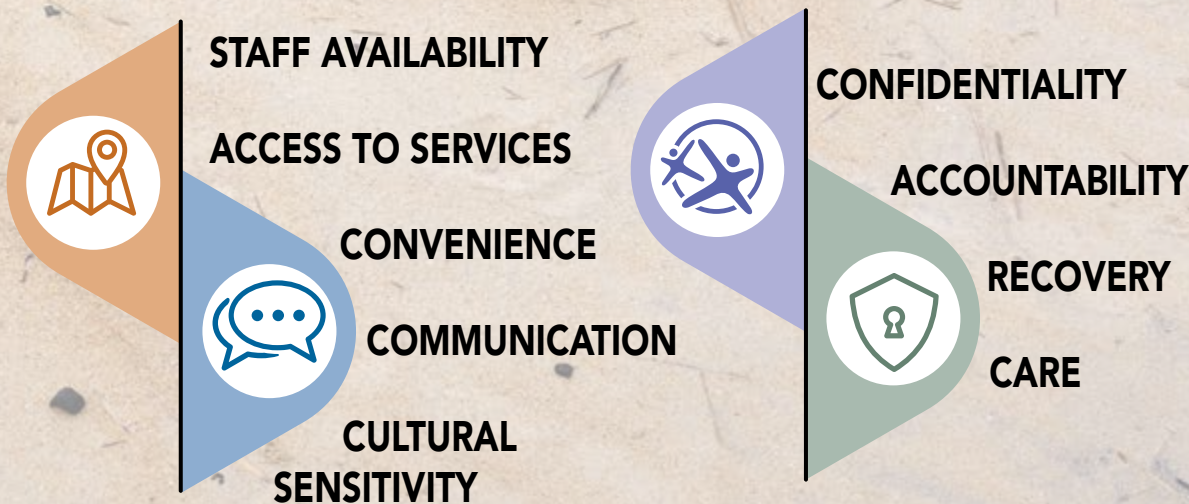 STAFF AVAILABILITY
ACCESS TO SERVICES
CONVENIENCE
COMMUNICATION
CULTURAL
SENSITIVITY
CONFIDENTIALITY
ACCOUNTABILITY
RECOVERY
CARE